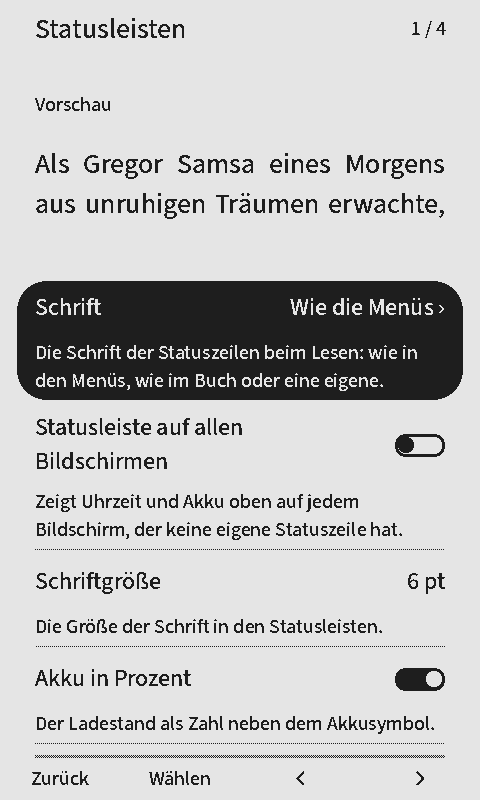 Statusleisten 1 / 4
Vorschau
Als Gregor Samsa eines Morgens
aus unruhigen Träumen erwachte,
Schrift Wie die Menüs ›
Die Schrift der Statuszeilen beim Lesen: wie in
den Menüs, wie im Buch oder eine eigene.
Statusleiste auf allen
Bildschirmen
Zeigt Uhrzeit und Akku oben auf jedem
Bildschirm, der keine eigene Statuszeile hat.
Schriftgröße 6 pt
Die Größe der Schrift in den Statusleisten.
Akku in Prozent
Der Ladestand als Zahl neben dem Akkusymbol.
Zurück Wählen < >